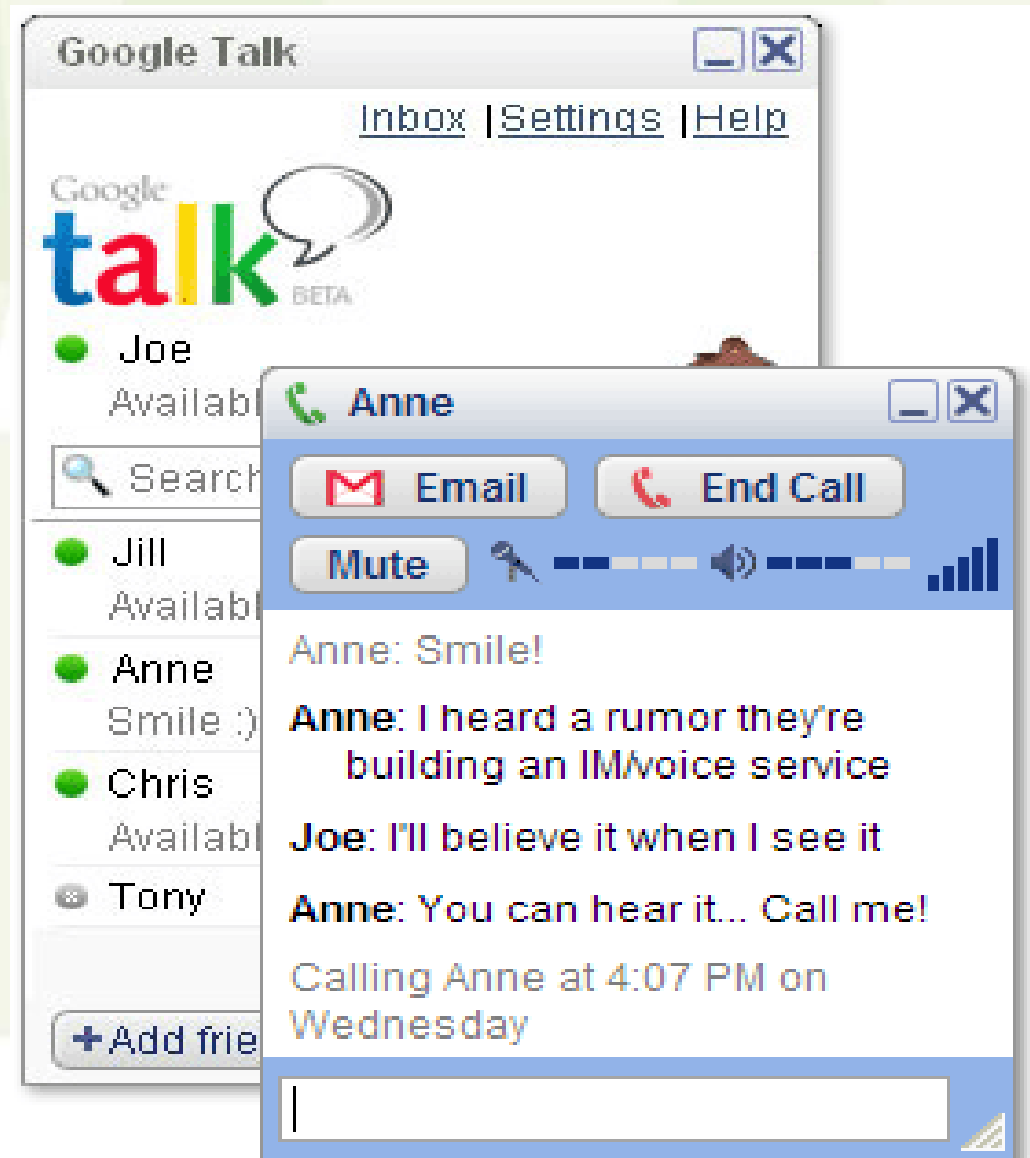 Google Talk
Inbox |Settings |Help
Google
talk
BETA
Joe
Availabl
Search
Jill
Availabl
Anne
Smile :)
Chris
Availabl
Tony
+Add frie
Anne
Email
End Call
Mute
Anne: Smile!
Anne: I heard a rumor they're
building an IM/voice service
Joe: I'll believe it when I see it
Anne: You can hear it... Call me!
Calling Anne at 4:07 PM on
Wednesday